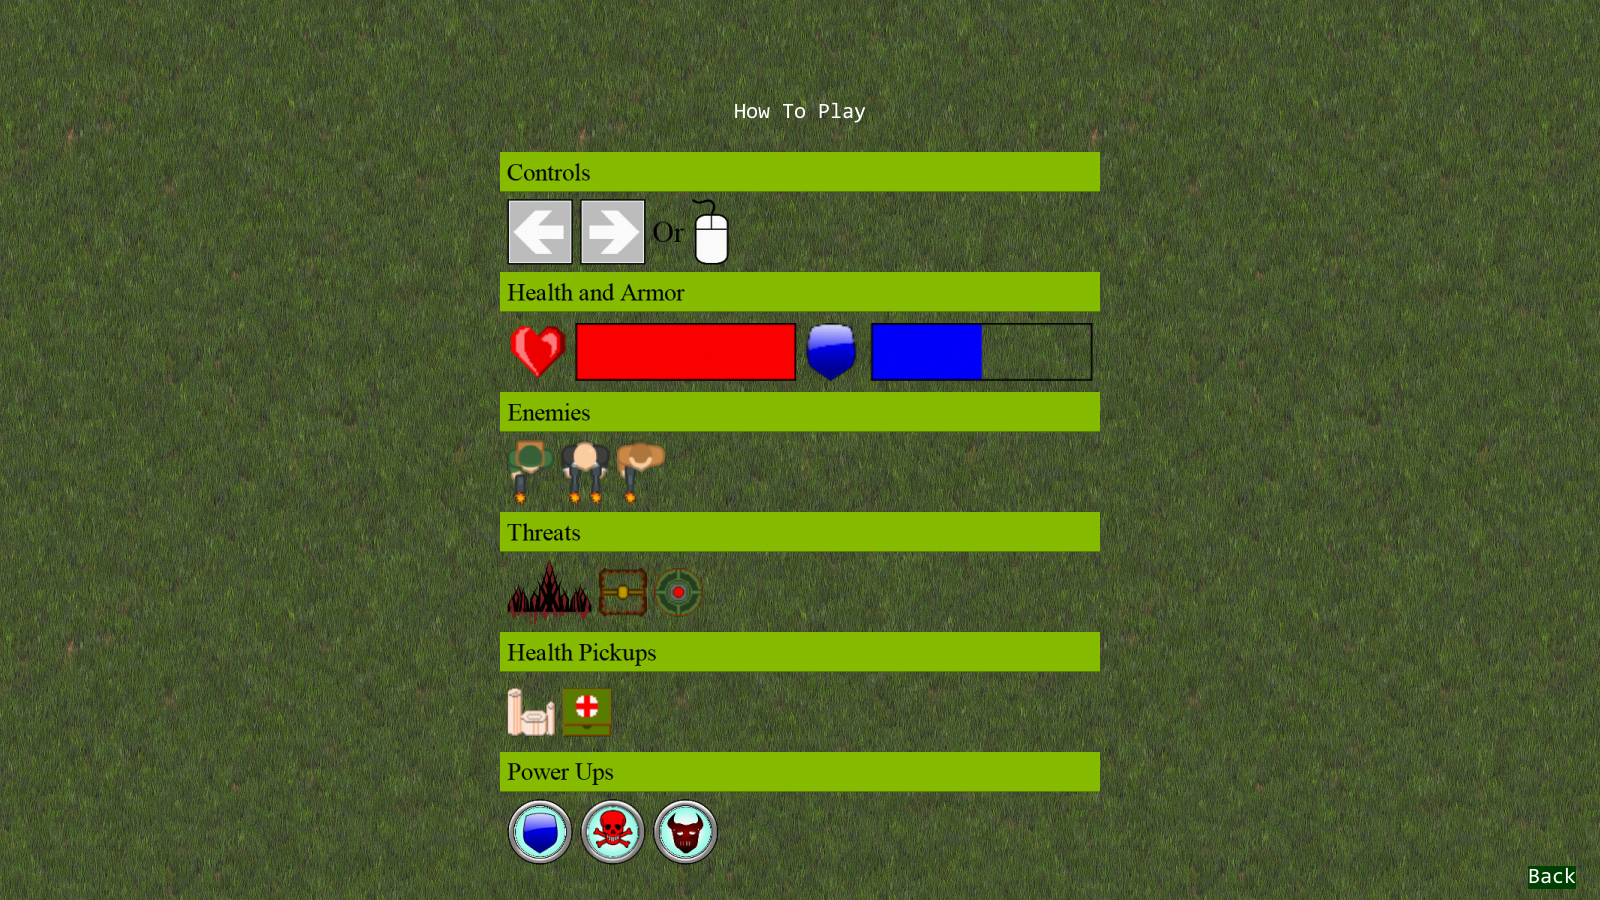 How To Play
Controls
Or
Health and Armor
Enemies
Threats
Health Pickups
Power Ups
Back